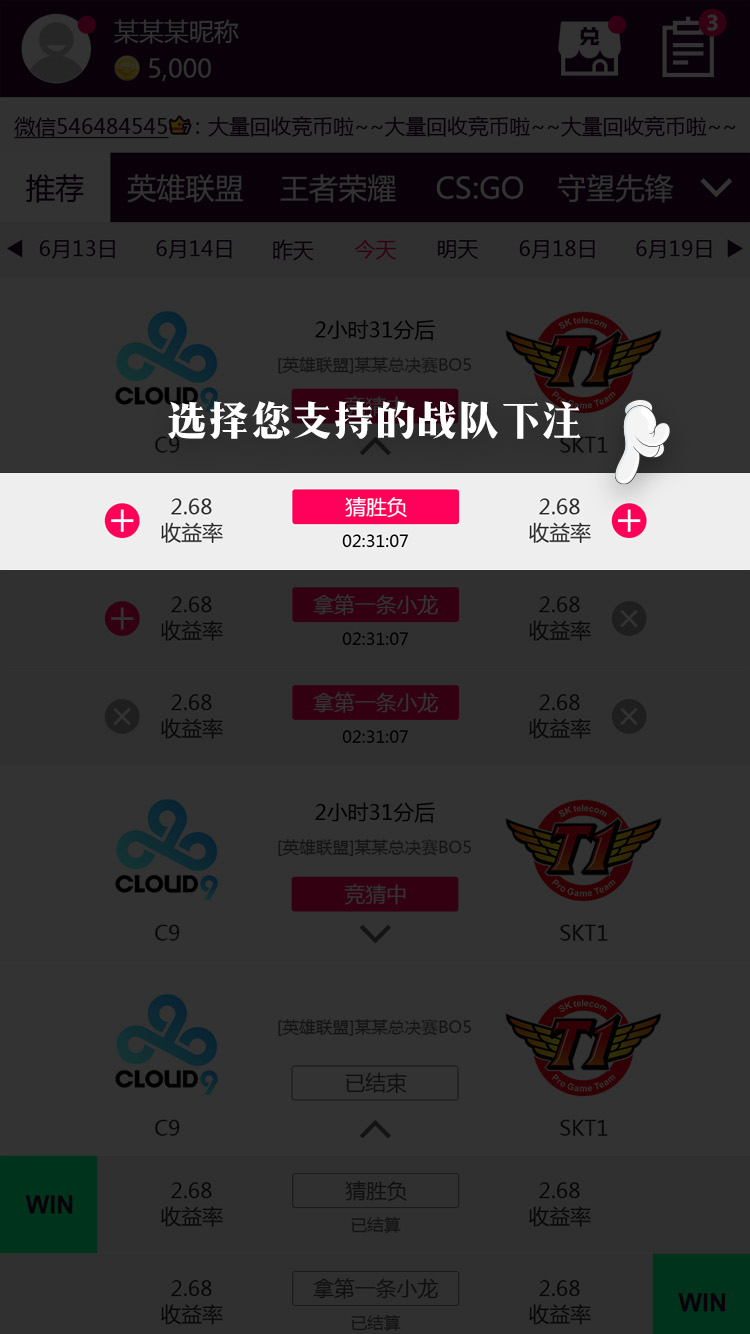 某某某昵称
5,000
兑
3
微信546484545：大量回收竞币啦~~大量回收竞币啦~~大量回收竞币啦~~
推荐 英雄联盟 王者荣耀 CS:GO 守望先锋
6月13日 6月14日 昨天 今天 明天 6月18日 6月19日
2小时31分后
[英雄联盟]某某总决赛BO5
CLOUD9
SK telecom
T1
Pro Game Team
竞猜中
选择您支持的战队下注
C9 SKT1
2.68 猜胜负 2.68
收益率 02:31:07 收益率
2.68 拿第一条小龙 2.68
收益率 02:31:07 收益率
2.68 拿第一条小龙 2.68
收益率 02:31:07 收益率
2小时31分后
[英雄联盟]某某总决赛BO5
CLOUD9
SK telecom
T1
Pro Game Team
竞猜中
C9 SKT1
[英雄联盟]某某总决赛BO5
CLOUD9
SK telecom
T1
Pro Game Team
已结束
C9 SKT1
WIN
2.68 猜胜负 2.68
收益率 已结算 收益率
2.68 拿第一条小龙 2.68
收益率 已结算 收益率
WIN